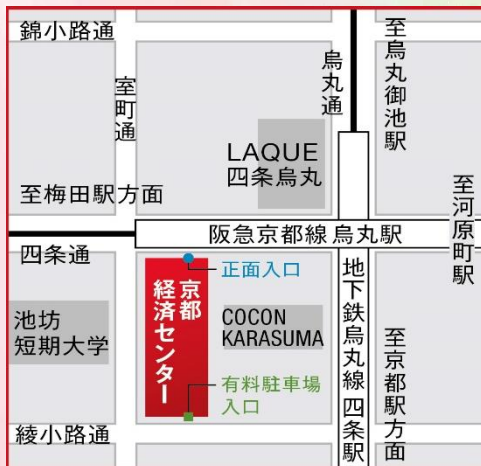 錦小路通
室町通
烏丸通
至烏丸御池駅
LAQUE
四条烏丸
至梅田駅方面
至河原町駅
阪急京都線 烏丸駅
四条通
正面入口
京都
経済センター
地下鉄烏丸線 四条駅
池坊
短期大学
COCON
KARASUMA
至京都駅方面
有料駐車場
入口
綾小路通